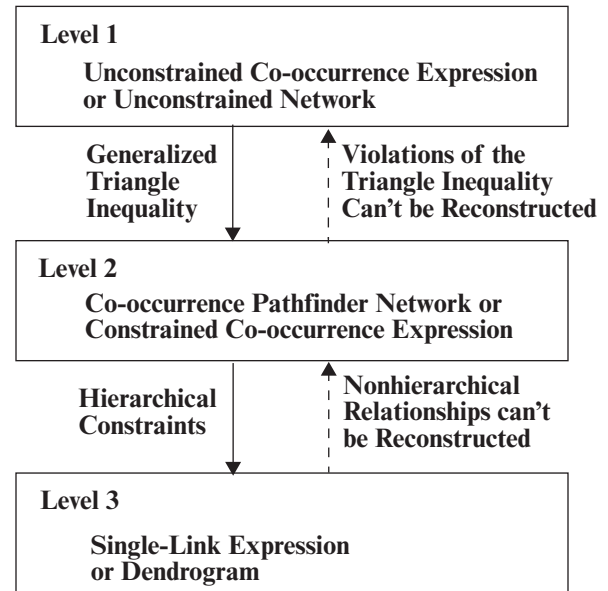 Level 1
Unconstrained Co-occurrence Expression
or Unconstrained Network
Generalized
Triangle
Inequality
Violations of the
Triangle Inequality
Can't be Reconstructed
Level 2
Co-occurrence Pathfinder Network or
Constrained Co-occurrence Expression
Hierarchical
Constraints
Nonhierarchical
Relationships can't
be Reconstructed
Level 3
Single-Link Expression
or Dendrogram